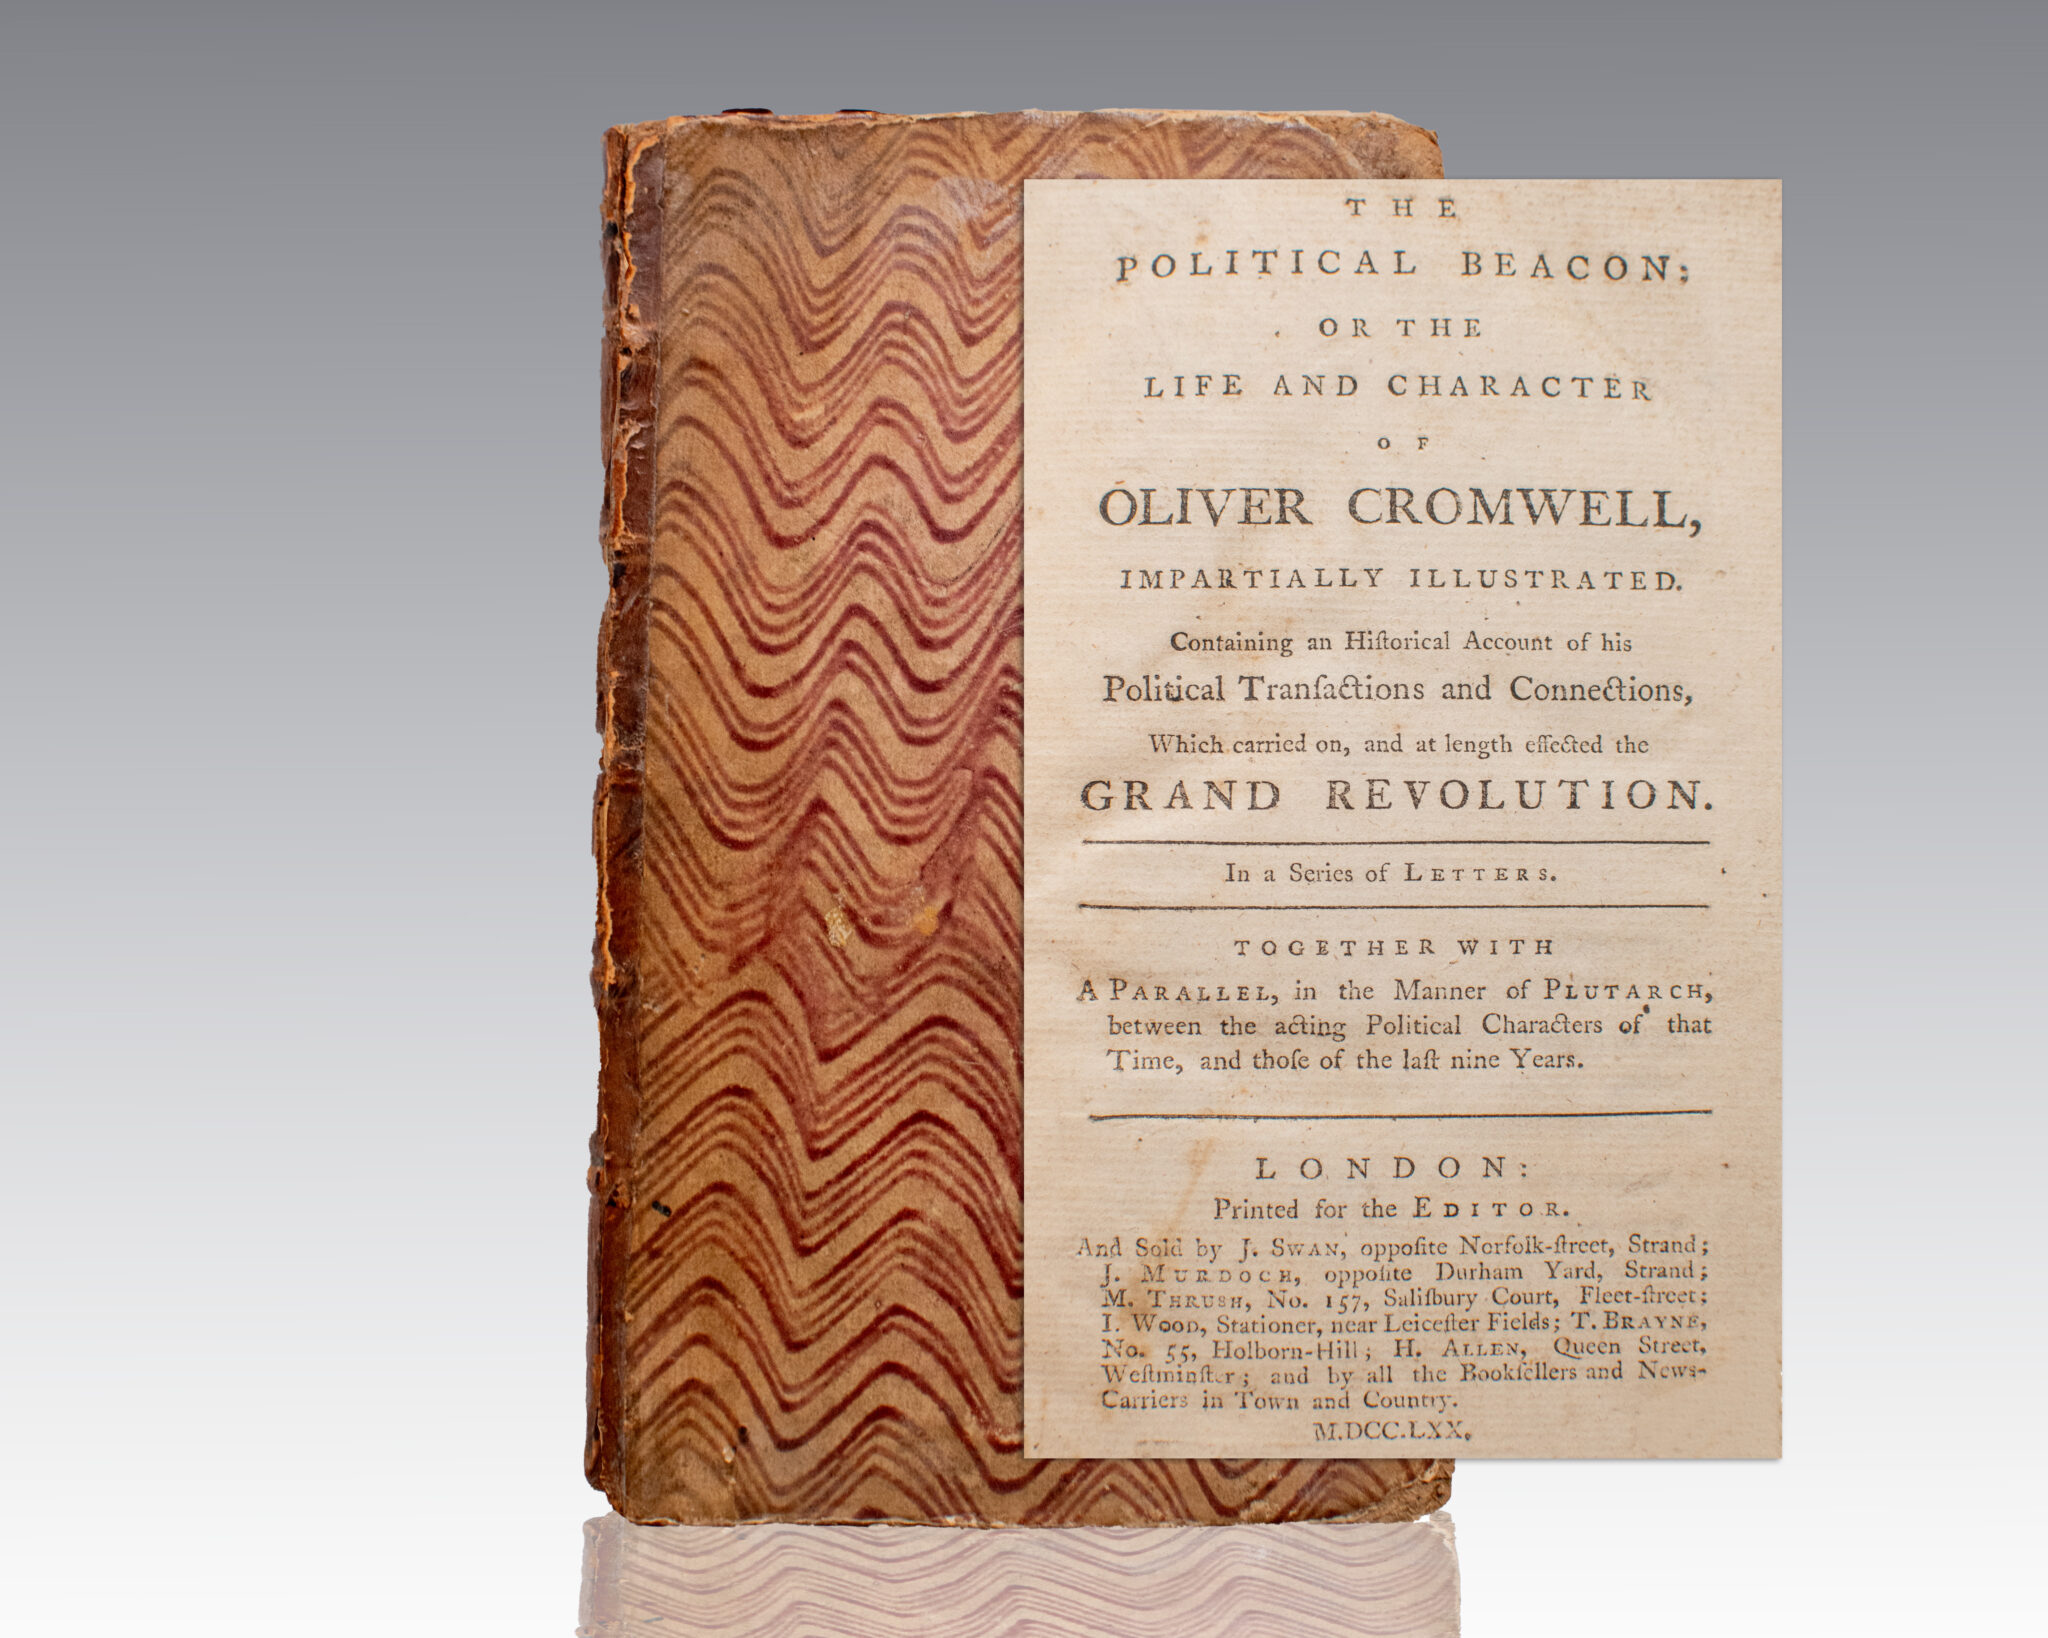 THE
POLITICAL BEACON;
OR THE
LIFE AND CHARACTER
OF
OLIVER CROMWELL,
IMPARTIALLY ILLUSTRATED.
Containing an Hiſtorical Account of his
Political Tranſactions and Connections,
Which carried on, and at length effected the
GRAND REVOLUTION.
In a Series of LETTERS.
TOGETHER WITH
A PARALLEL, in the Manner of PLUTARCH,
between the acting Political Characters of that
Time, and thoſe of the laſt nine Years.
LONDON:
Printed for the EDITOR.
And Sold by J. SWAN, oppoſite Norfolk-ſtreet, Strand;
J. MURDOCH, oppoſite Durham Yard, Strand;
M. THRUSH, No. 157, Saliſbury Court, Fleet-ſtreet;
I. WOOD, Stationer, near Leiceſter Fields; T. BRAYNE,
No. 55, Holborn-Hill; H. ALLEN, Queen Street,
Weſtminſter; and by all the Bookſellers and News-
Carriers in Town and Country.
M.DCC.LXX.